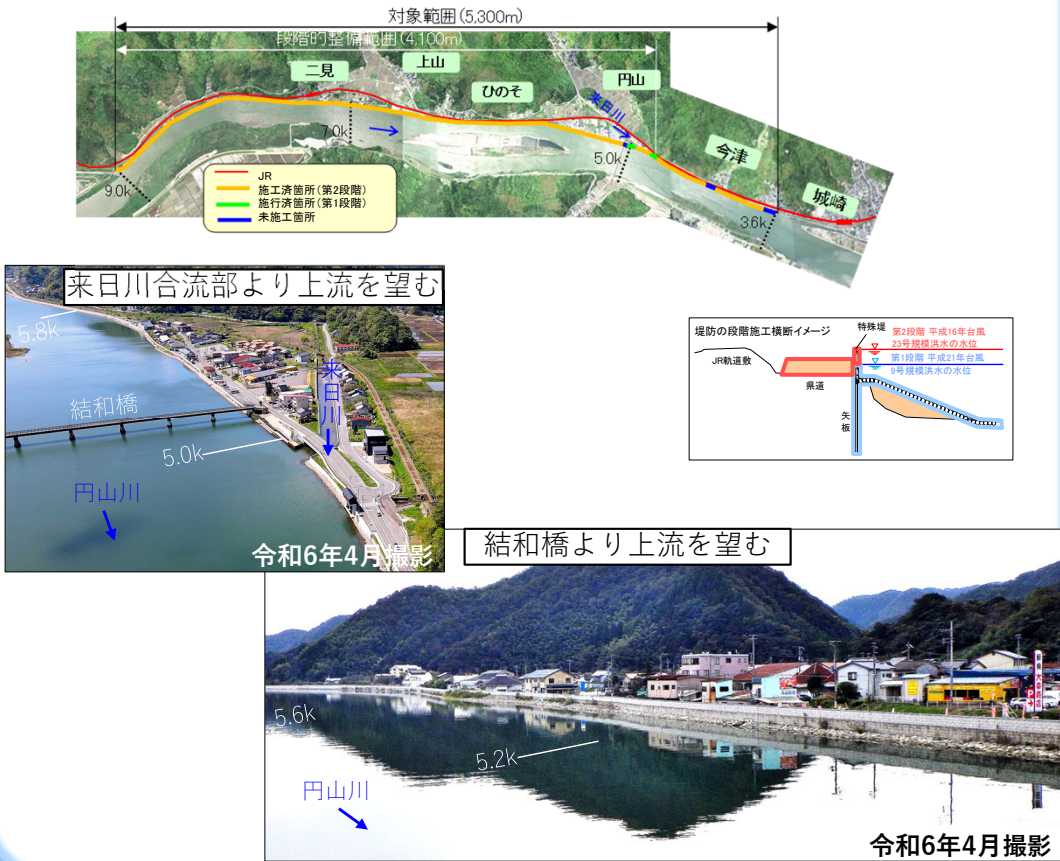 対象範囲(5,300m)
段階的整備範囲(4,100m)
二見
上山
ひのそ
円山
来日川
今津
城崎
9.0k
7.0k
5.0k
3.6k
JR
施工済箇所(第2段階)
施行済箇所(第1段階)
未施工箇所
来日川合流部より上流を望む
5.8k
結和橋
来日川
5.0k
円山川
令和6年4月撮影
堤防の段階施工横断イメージ
特殊堤
第2段階 平成16年台風
23号規模洪水の水位
第1段階 平成21年台風
9号規模洪水の水位
JR軌道敷
県道
矢板
結和橋より上流を望む
5.6k
5.2k
円山川
P
令和6年4月撮影